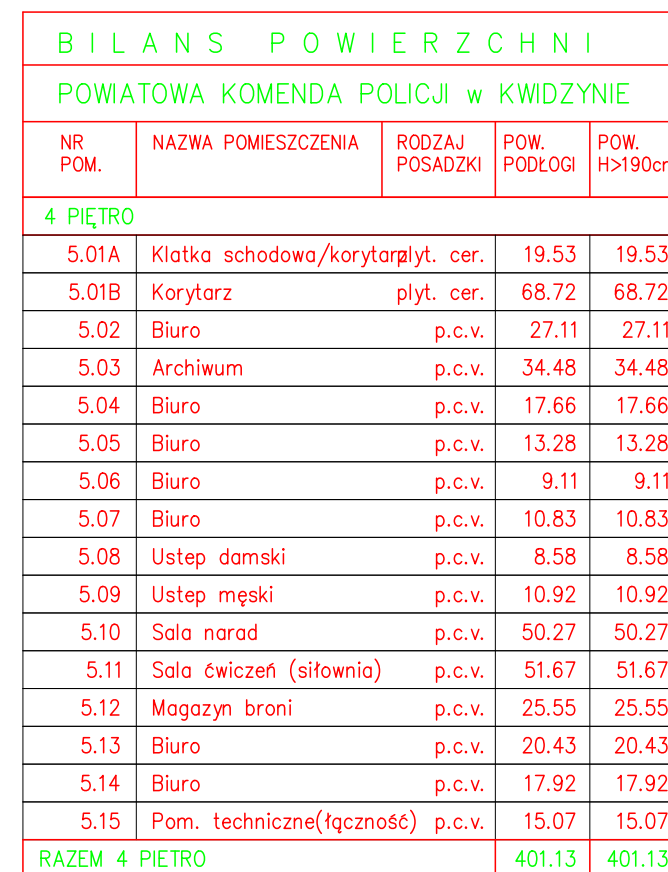 BILANS POWIERZCHNI
POWIATOWA KOMENDA POLICJI w KWIDZYNIE
NR POM. NAZWA POMIESZCZENIA RODZAJ POSADZKI POW. PODŁOGI POW. H>190cm
4 PIĘTRO
5.01A Klatka schodowa/korytarz plyt. cer. 19.53 19.53
5.01B Korytarz plyt. cer. 68.72 68.72
5.02 Biuro p.c.v. 27.11 27.11
5.03 Archiwum p.c.v. 34.48 34.48
5.04 Biuro p.c.v. 17.66 17.66
5.05 Biuro p.c.v. 13.28 13.28
5.06 Biuro p.c.v. 9.11 9.11
5.07 Biuro p.c.v. 10.83 10.83
5.08 Ustep damski p.c.v. 8.58 8.58
5.09 Ustep męski p.c.v. 10.92 10.92
5.10 Sala narad p.c.v. 50.27 50.27
5.11 Sala ćwiczeń (siłownia) p.c.v. 51.67 51.67
5.12 Magazyn broni p.c.v. 25.55 25.55
5.13 Biuro p.c.v. 20.43 20.43
5.14 Biuro p.c.v. 17.92 17.92
5.15 Pom. techniczne(łączność) p.c.v. 15.07 15.07
RAZEM 4 PIETRO 401.13 401.13